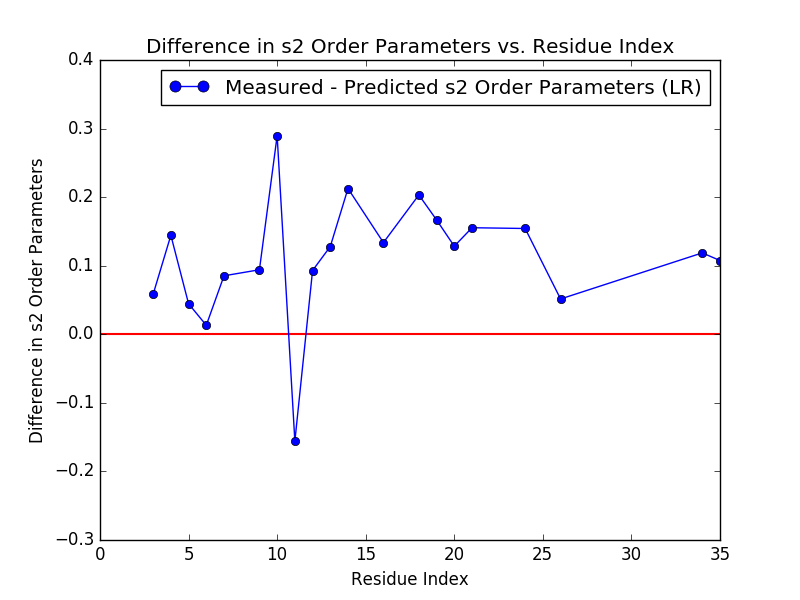 Difference in s2 Order Parameters vs. Residue Index
Measured - Predicted s2 Order Parameters (LR)
Difference in s2 Order Parameters
0.4
0.3
0.2
0.1
0.0
−0.1
−0.2
−0.3
0 5 10 15 20 25 30 35
Residue Index